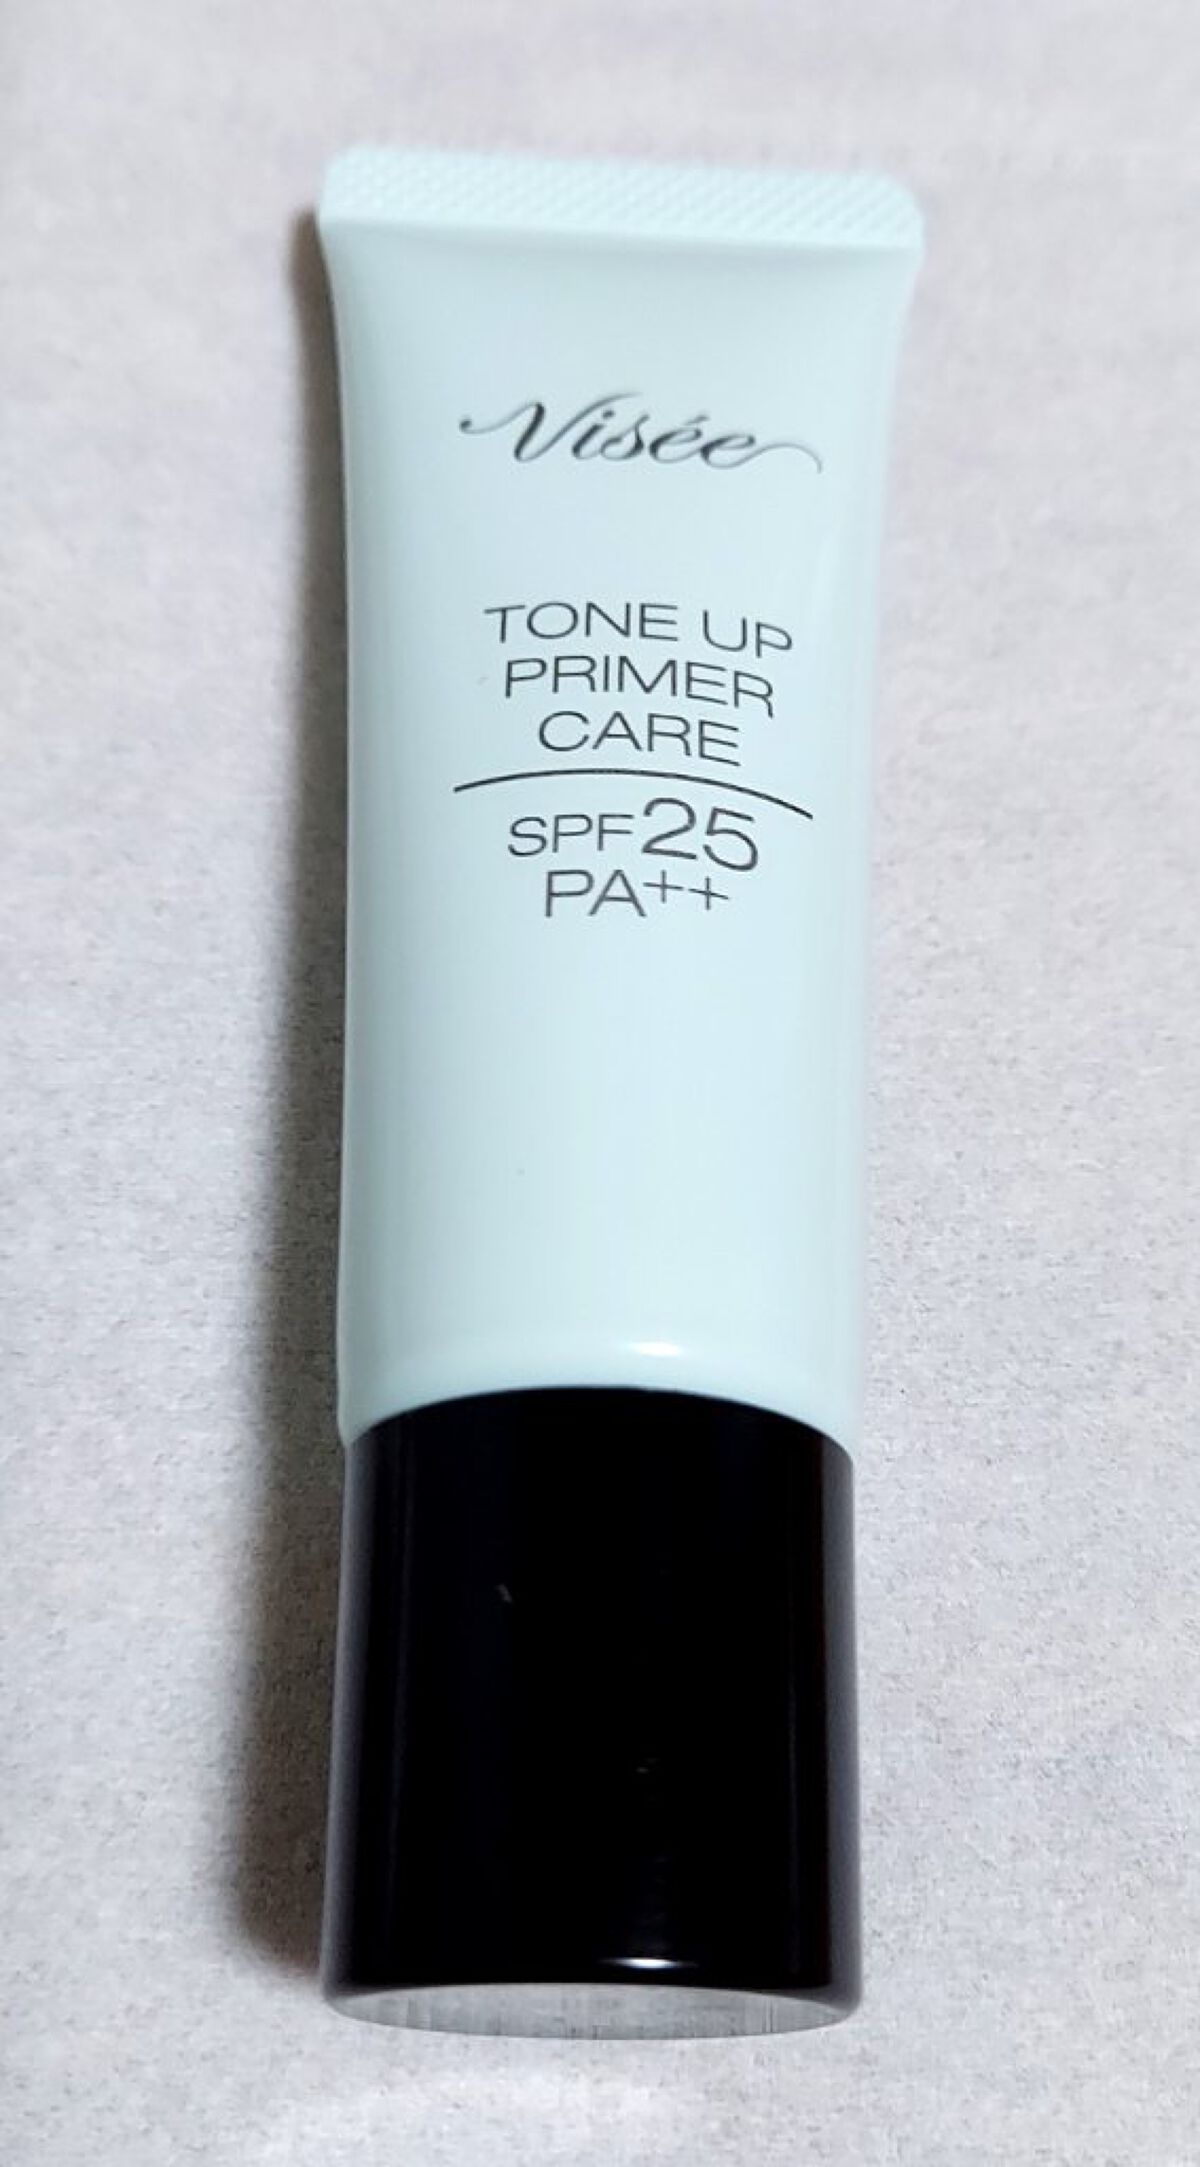 Visée
TONE UP
PRIMER
CARE
SPF25
PA++